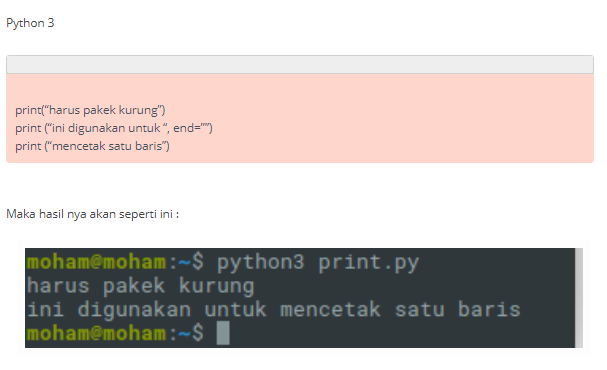 Python 3
print(“harus pakek kurung”)
print (“ini digunakan untuk “, end=””)
print (“mencetak satu baris”)
Maka hasil nya akan seperti ini :
moham@moham:~$ python3 print.py
harus pakek kurung
ini digunakan untuk mencetak satu baris
moham@moham:~$